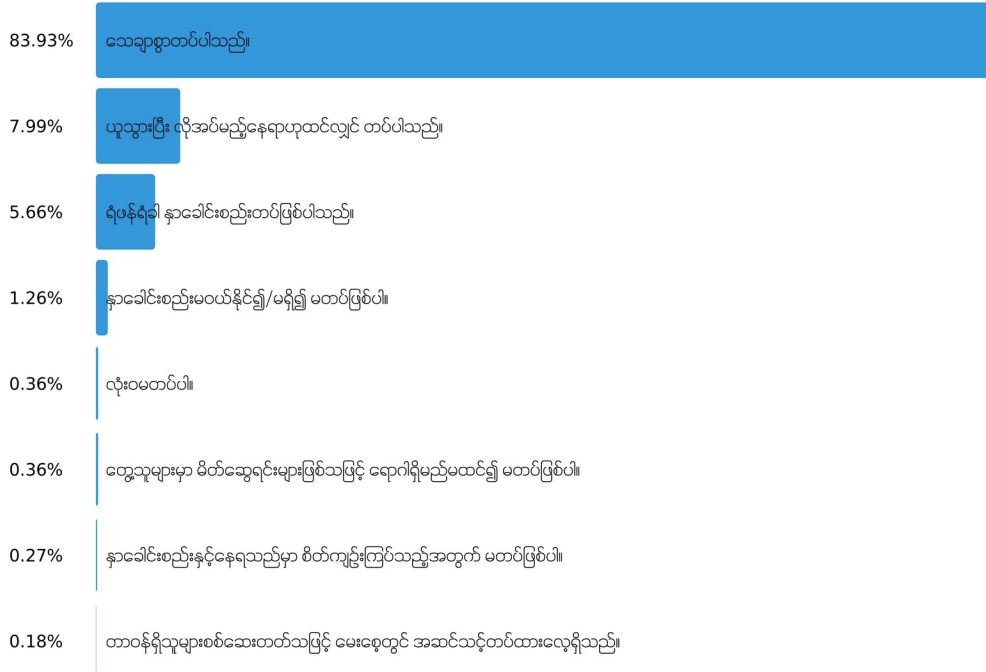 83.93% သေချာစွာတပ်ပါသည်။
7.99% ယူသွားပြီး လိုအပ်မည့်နေရာဟုထင်လျှင် တပ်ပါသည်။
5.66% ရံဖန်ရံခါ နှာခေါင်းစည်းတပ်ဖြစ်ပါသည်။
1.26% နှာခေါင်းစည်းမဝယ်နိုင်၍/မရှိ၍ မတပ်ဖြစ်ပါ။
0.36% လုံးဝမတပ်ပါ။
0.36% တွေ့သူများမှာ မိတ်ဆွေရင်းများဖြစ်သဖြင့် ရောဂါရှိမည်မထင်၍ မတပ်ဖြစ်ပါ။
0.27% နှာခေါင်းစည်းနှင့်နေရသည်မှာ စိတ်ကျဉ်းကြပ်သည့်အတွက် မတပ်ဖြစ်ပါ။
0.18% တာဝန်ရှိသူများစစ်ဆေးတတ်သဖြင့် မေးစေ့တွင် အဆင်သင့်တပ်ထားလေ့ရှိသည်။